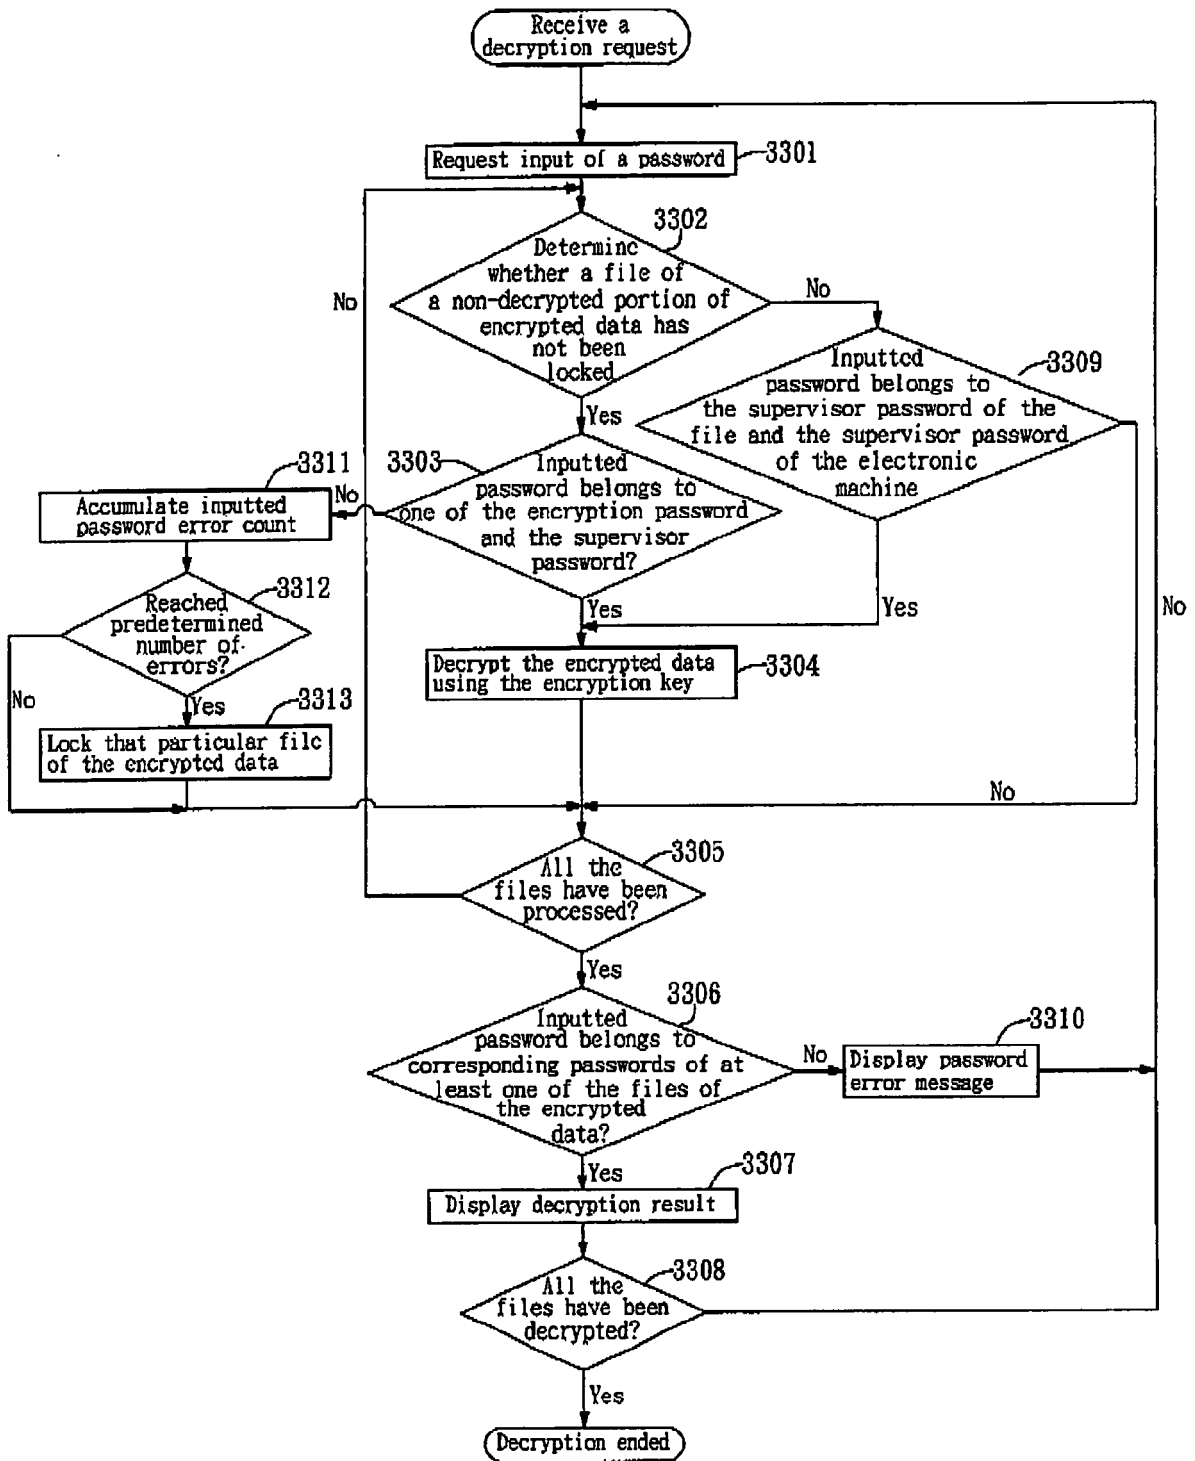 Receive a
decryption request
Request input of a password
3301
3302
Determine
whether a file of
a non-decrypted portion of
encrypted data has
not been
locked
No
No
Yes
3309
Inputted
password belongs to
the supervisor password of the
file and the supervisor password
of the electronic
machine
3303
Inputted
password belongs to
one of the encryption password
and the supervisor
password?
No
3311
Accumulate inputted
password error count
3312
Reached
predetermined
number of
errors?
No
Yes
3313
Lock that particular file
of the encrypted data
Yes
Yes
No
Decrypt the encrypted data
using the encryption key
3304
No
3305
All the
files have been
processed?
Yes
3306
Inputted
password belongs to
corresponding passwords of at
least one of the files of
the encrypted
data?
No
3310
Display password
error message
Yes
3307
Display decryption result
3308
All the
files have been
decrypted?
Yes
Decryption ended